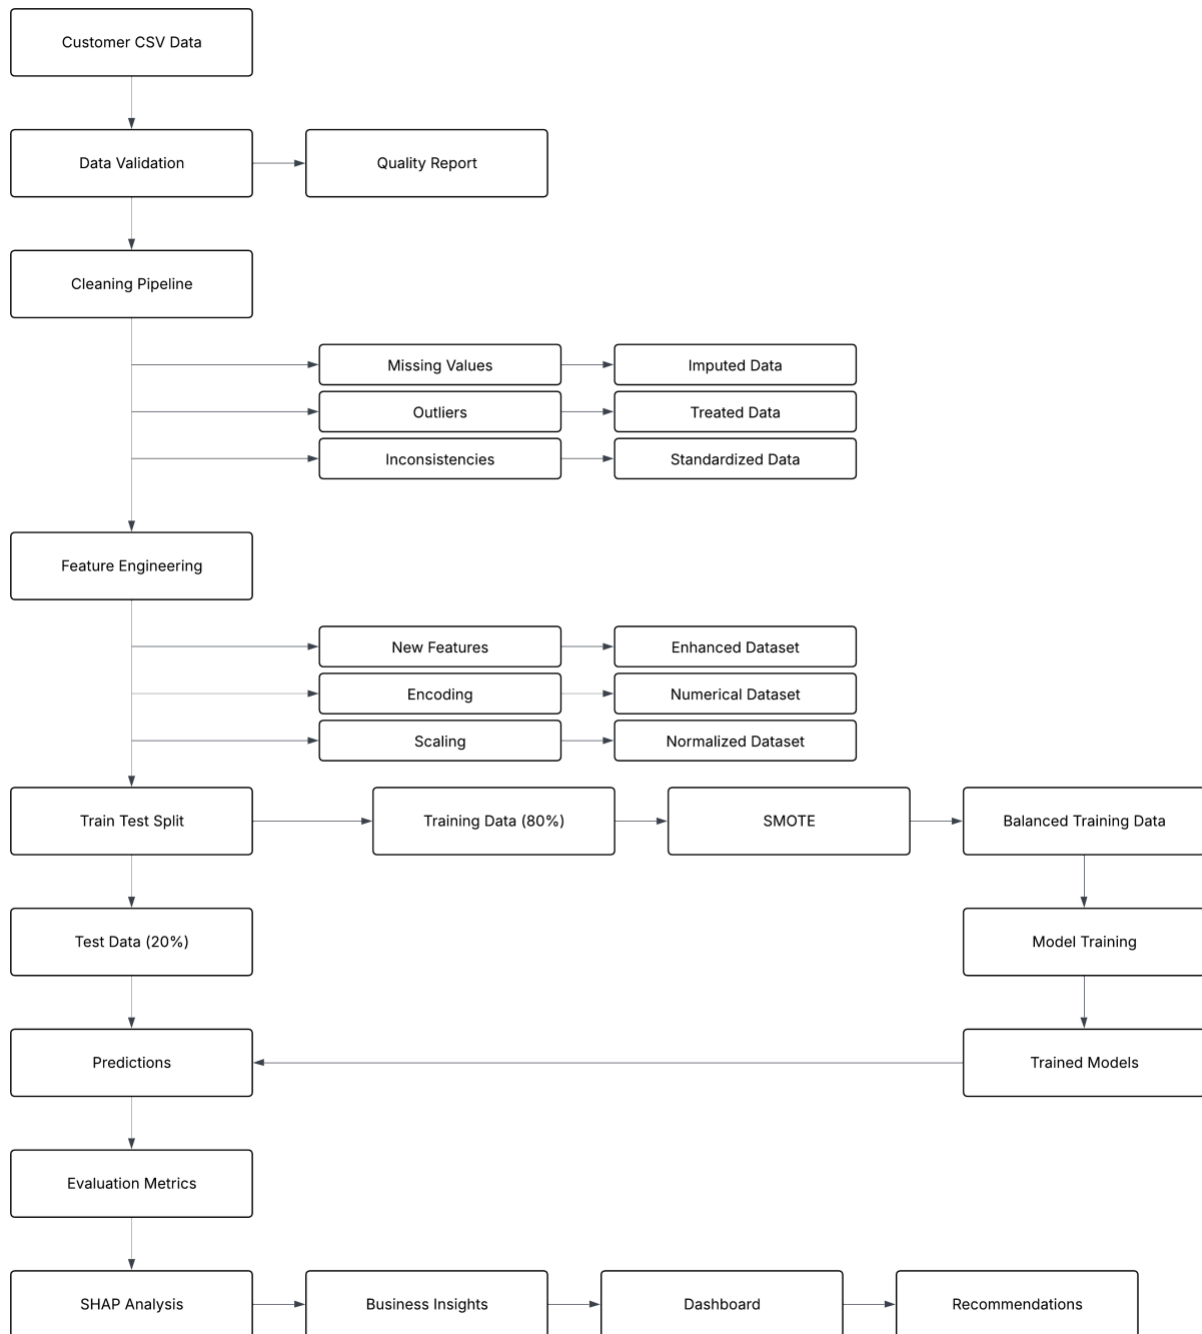 Customer CSV Data
Data Validation
Quality Report
Cleaning Pipeline
Missing Values
Imputed Data
Outliers
Treated Data
Inconsistencies
Standardized Data
Feature Engineering
New Features
Enhanced Dataset
Encoding
Numerical Dataset
Scaling
Normalized Dataset
Train Test Split
Training Data (80%)
SMOTE
Balanced Training Data
Test Data (20%)
Model Training
Predictions
Trained Models
Evaluation Metrics
SHAP Analysis
Business Insights
Dashboard
Recommendations